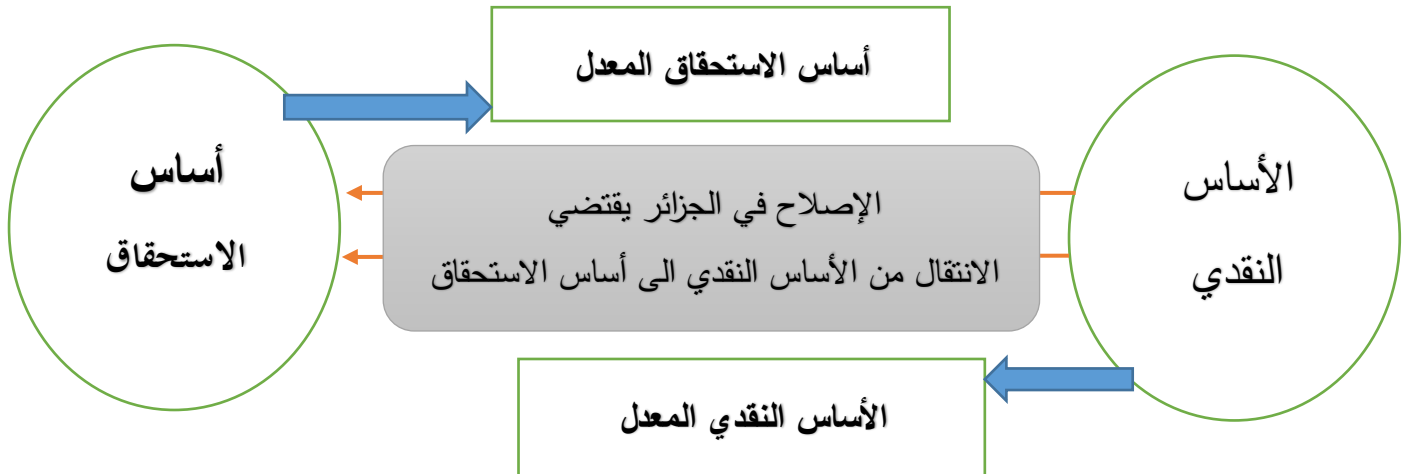 أساس الاستحقاق المعدل
الأساس
النقدي
الإصلاح في الجزائر يقتضي
الانتقال من الأساس النقدي الى أساس الاستحقاق
أساس
الاستحقاق
الأساس النقدي المعدل